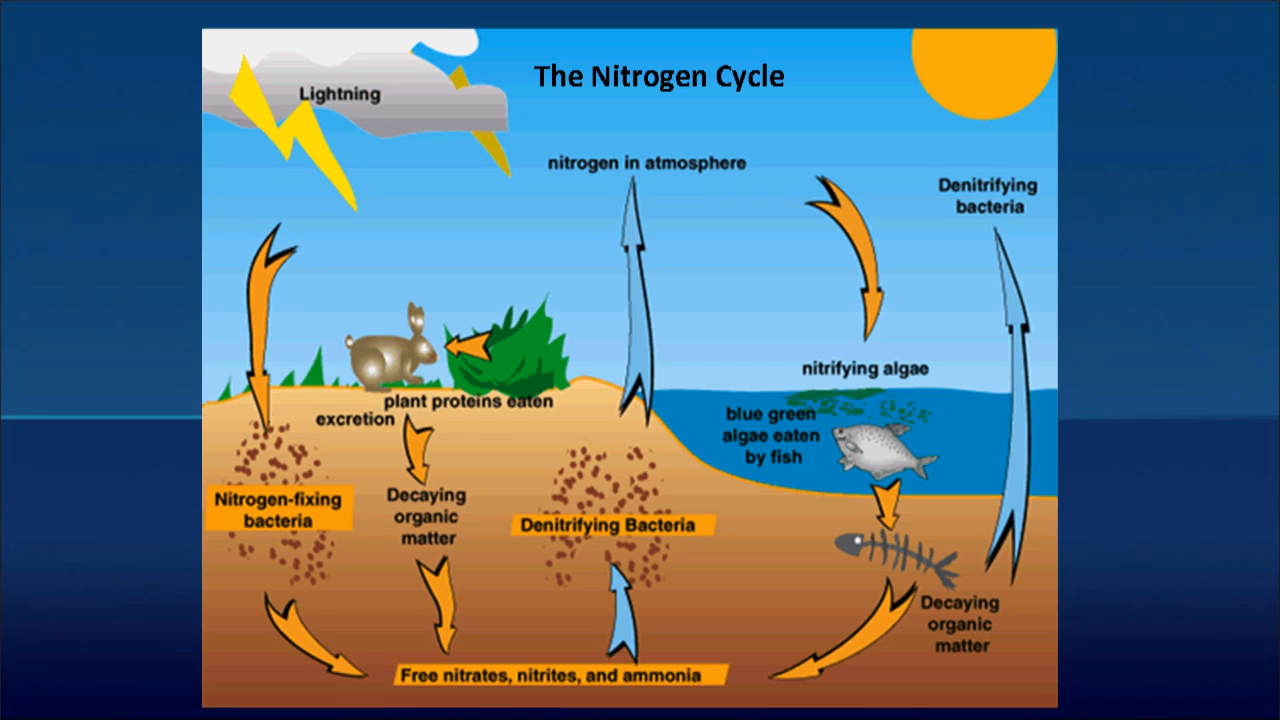 The Nitrogen Cycle
Lightning
nitrogen in atmosphere
Denitrifying
bacteria
nitrifying algae
plant proteins eaten
excretion
blue green
algae eaten
by fish
Nitrogen-fixing
bacteria
Decaying
organic
matter
Denitrifying Bacteria
Decaying
organic
matter
Free nitrates, nitrites, and ammonia